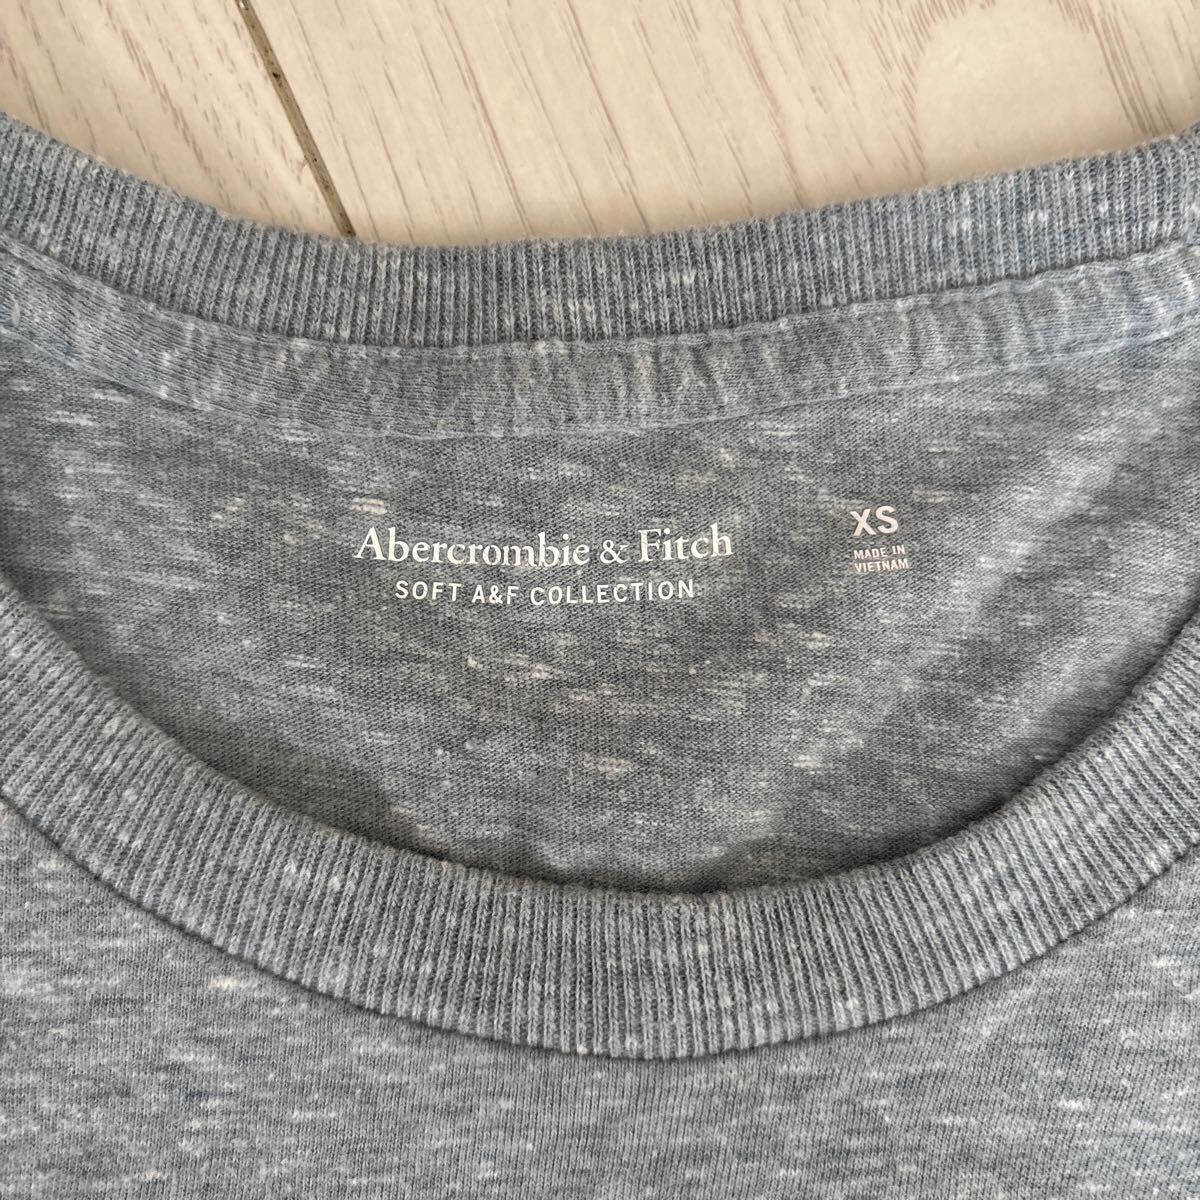 Abercrombie & Fitch
SOFT A&F COLLECTION
XS
MADE IN
VIETNAM